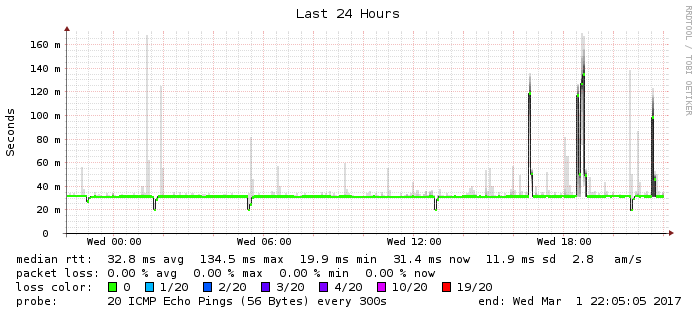 Last 24 Hours
RRDTOOL / TOBI OETIKER
Seconds
160 m
140 m
120 m
100 m
80 m
60 m
40 m
20 m
0
Wed 00:00 Wed 06:00 Wed 12:00 Wed 18:00
median rtt: 32.8 ms avg 134.5 ms max 19.9 ms min 31.4 ms now 11.9 ms sd 2.8 am/s
packet loss: 0.00 % avg 0.00 % max 0.00 % min 0.00 % now
loss color: 0 1/20 2/20 3/20 4/20 10/20 19/20
probe: 20 ICMP Echo Pings (56 Bytes) every 300s end: Wed Mar 1 22:05:05 2017